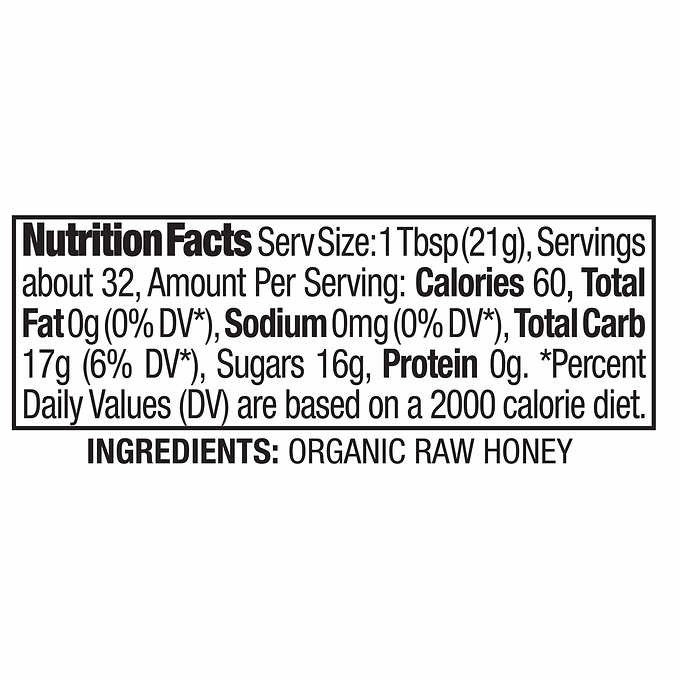 Nutrition Facts Serv Size: 1 Tbsp (21g), Servings
about 32, Amount Per Serving: Calories 60, Total
Fat 0g (0% DV*), Sodium 0mg (0% DV*), Total Carb
17g (6% DV*), Sugars 16g, Protein 0g. *Percent
Daily Values (DV) are based on a 2000 calorie diet.
INGREDIENTS: ORGANIC RAW HONEY